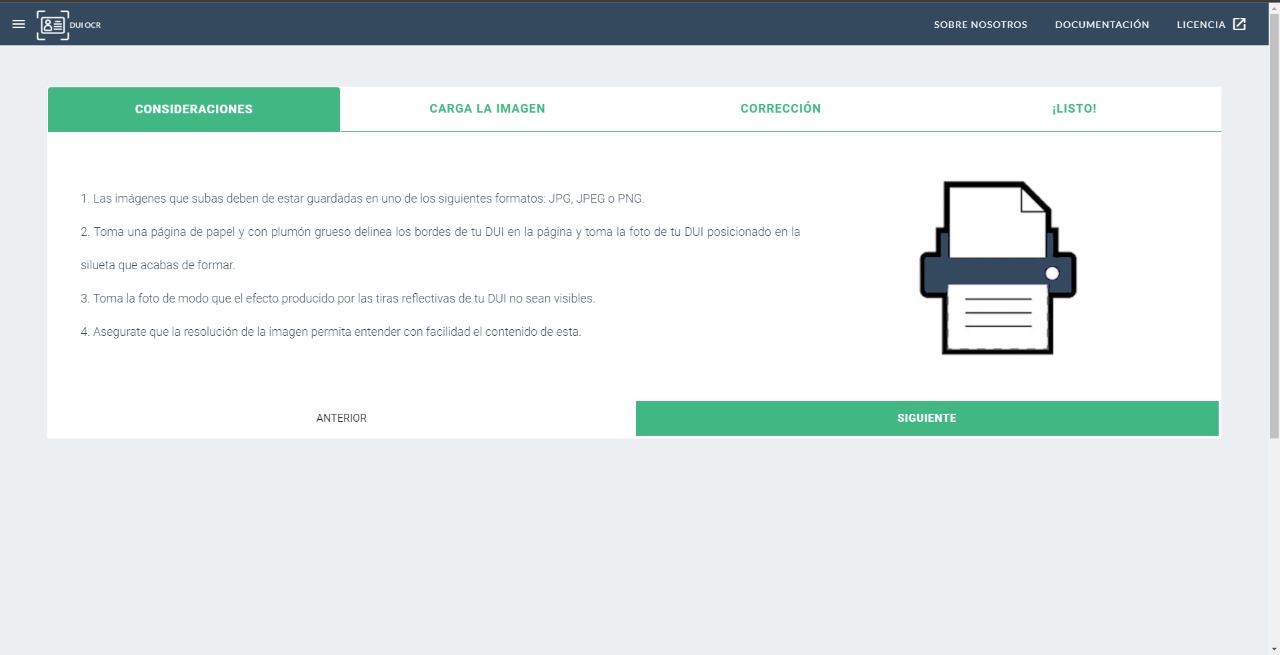 DUI OCR
SOBRE NOSOTROS
DOCUMENTACIÓN
LICENCIA
CONSIDERACIONES
CARGA LA IMAGEN
CORRECCIÓN
¡LISTO!
1. Las imágenes que subas deben de estar guardadas en uno de los siguientes formatos: JPG, JPEG o PNG.
2. Toma una página de papel y con plumón grueso delinea los bordes de tu DUI en la página y toma la foto de tu DUI posicionado en la
silueta que acabas de formar.
3. Toma la foto de modo que el efecto producido por las tiras reflectivas de tu DUI no sean visibles.
4. Asegurate que la resolución de la imagen permita entender con facilidad el contenido de esta.
ANTERIOR
SIGUIENTE